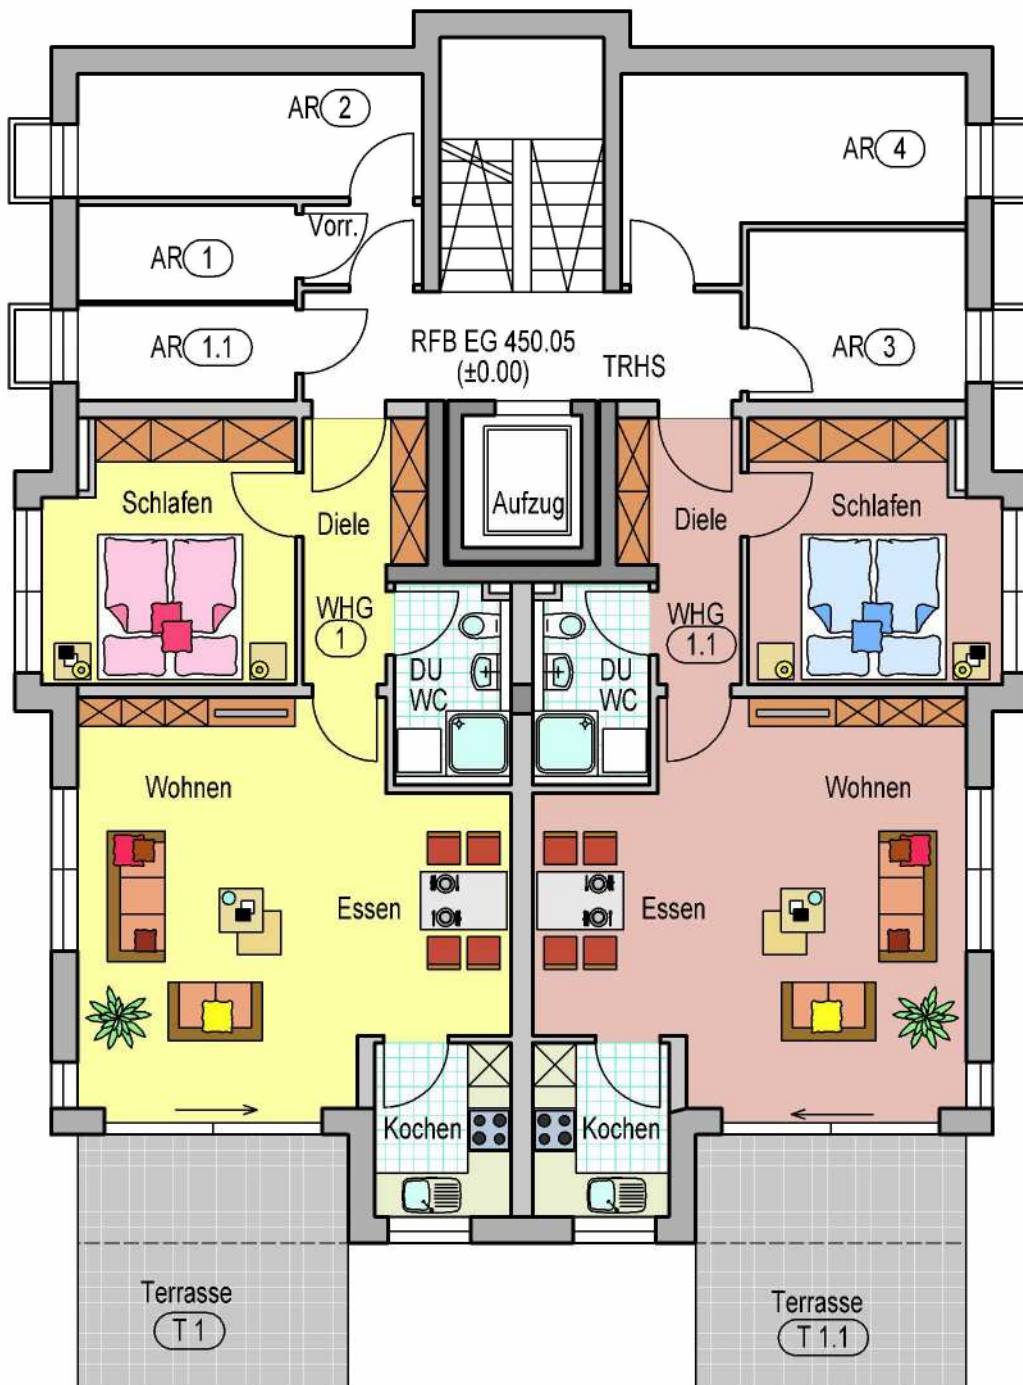 AR 2
AR 4
Vorr.
AR 1
AR 1.1
RFB EG 450.05
(±0.00)
TRHS
AR 3
Schlafen
Diele
Aufzug
Diele
Schlafen
WHG
1
WHG
1.1
DU
WC
DU
WC
Wohnen
Wohnen
Essen
Essen
Kochen
Kochen
Terrasse
T 1
Terrasse
T 1.1